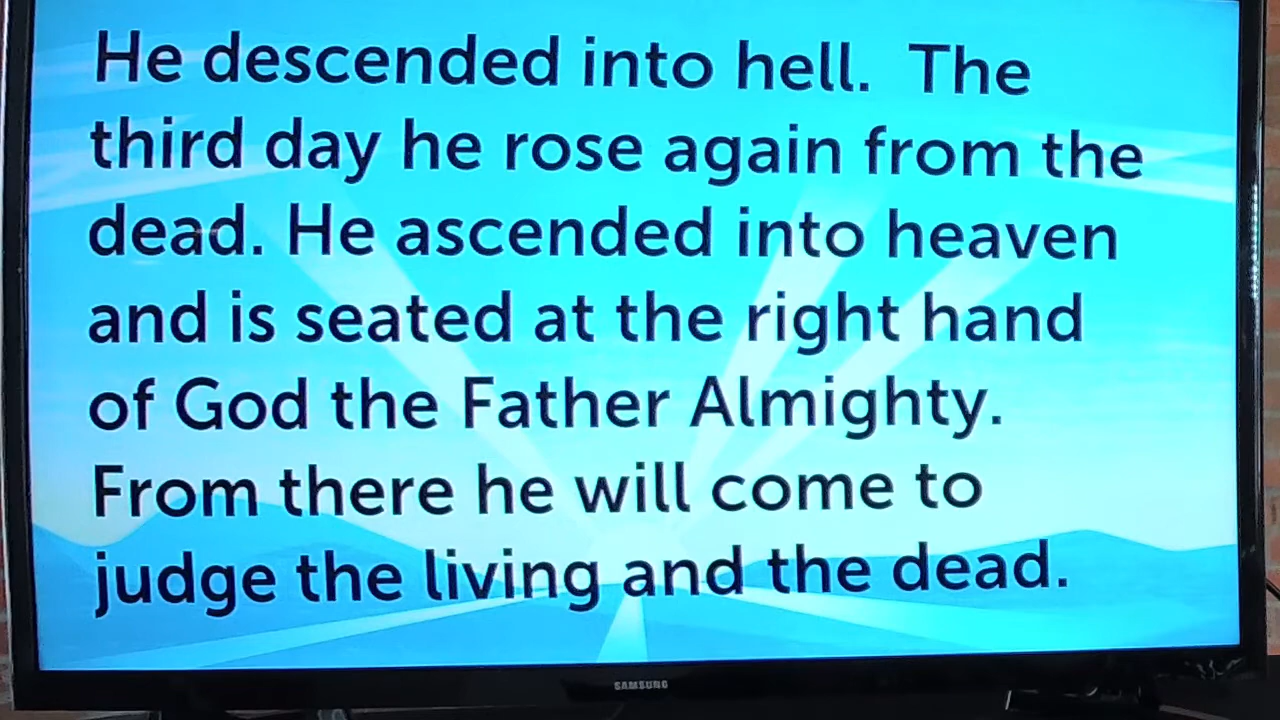 He descended into hell.  The
third day he rose again from the
dead. He ascended into heaven
and is seated at the right hand
of God the Father Almighty.
From there he will come to
judge the living and the dead.
SAMSUNG